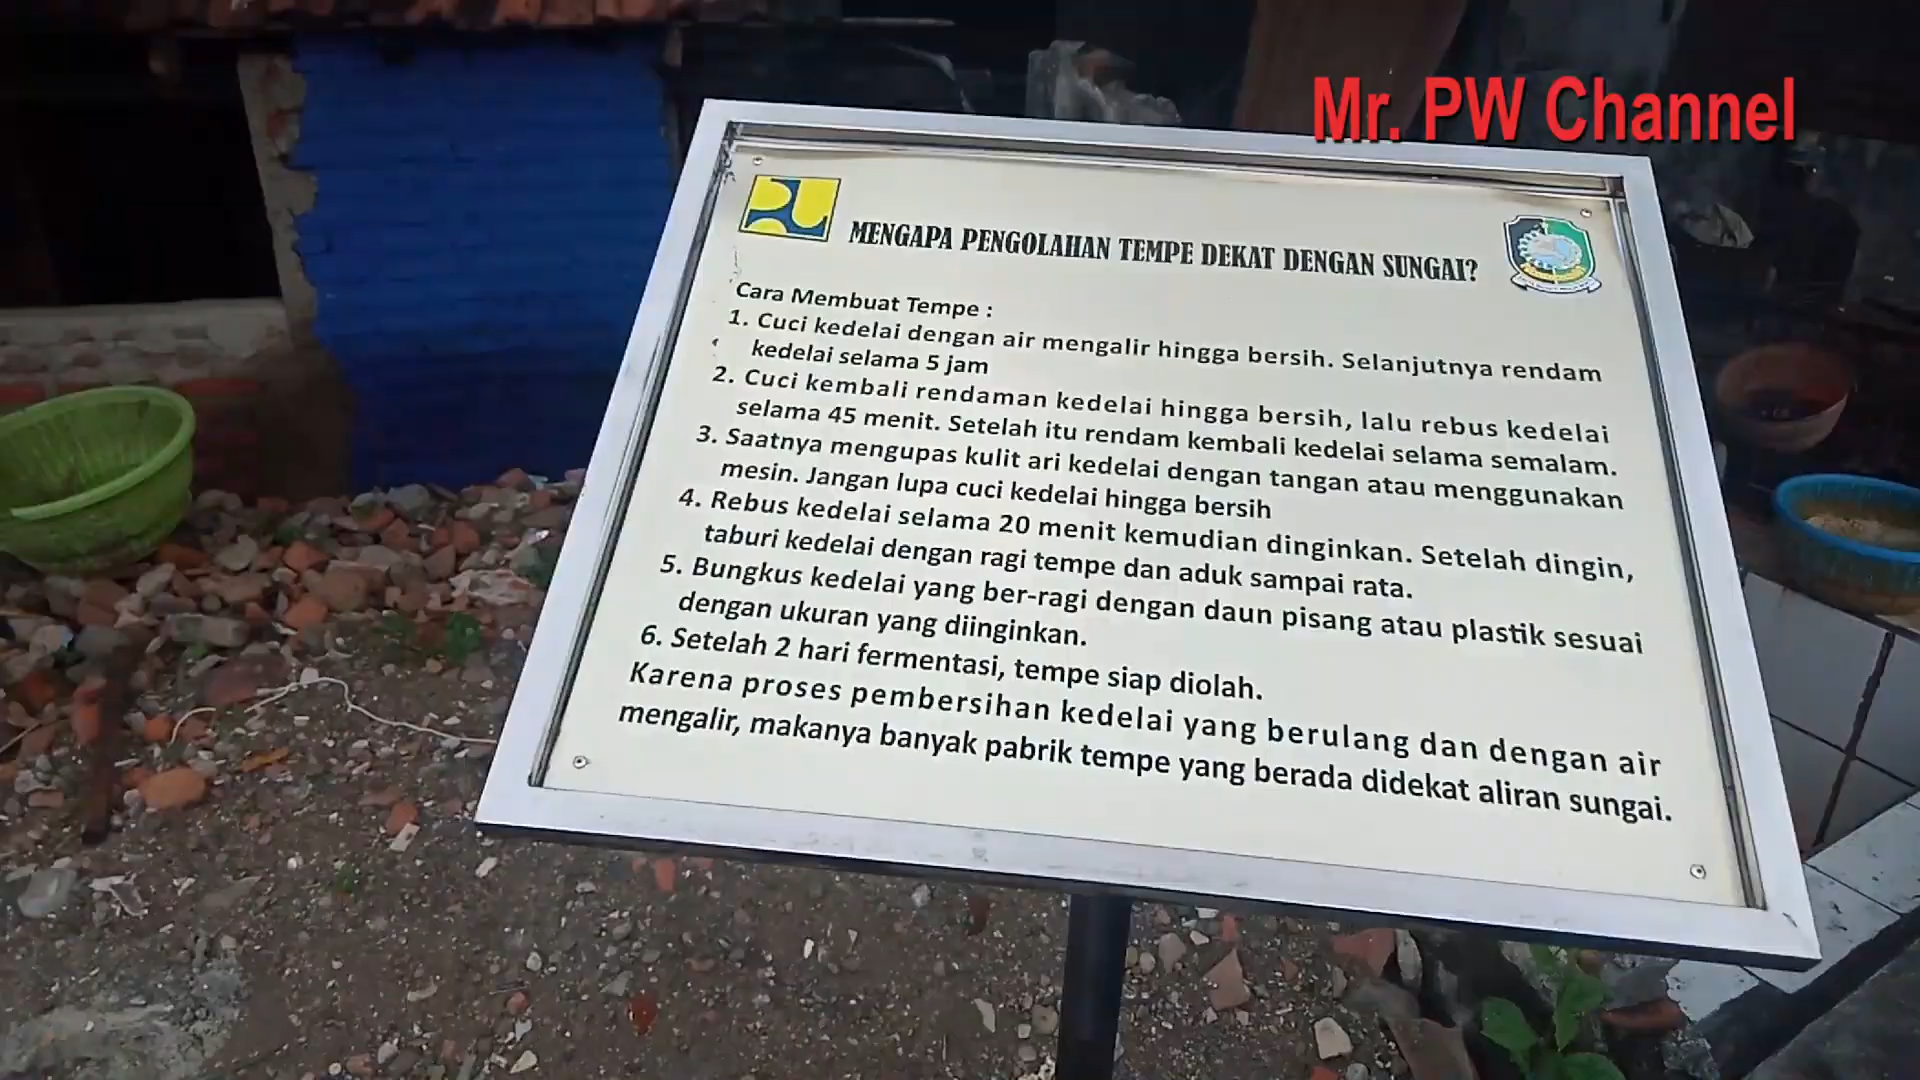 Mr. PW Channel
MENGAPA PENGOLAHAN TEMPE DEKAT DENGAN SUNGAI?
Cara Membuat Tempe :
1. Cuci kedelai dengan air mengalir hingga bersih. Selanjutnya rendam
kedelai selama 5 jam
2. Cuci kembali rendaman kedelai hingga bersih, lalu rebus kedelai
selama 45 menit. Setelah itu rendam kembali kedelai selama semalam.
3. Saatnya mengupas kulit ari kedelai dengan tangan atau menggunakan
mesin. Jangan lupa cuci kedelai hingga bersih
4. Rebus kedelai selama 20 menit kemudian dinginkan. Setelah dingin,
taburi kedelai dengan ragi tempe dan aduk sampai rata.
5. Bungkus kedelai yang ber-ragi dengan daun pisang atau plastik sesuai
dengan ukuran yang diinginkan.
6. Setelah 2 hari fermentasi, tempe siap diolah.
Karena proses pembersihan kedelai yang berulang dan dengan air
mengalir, makanya banyak pabrik tempe yang berada didekat aliran sungai.